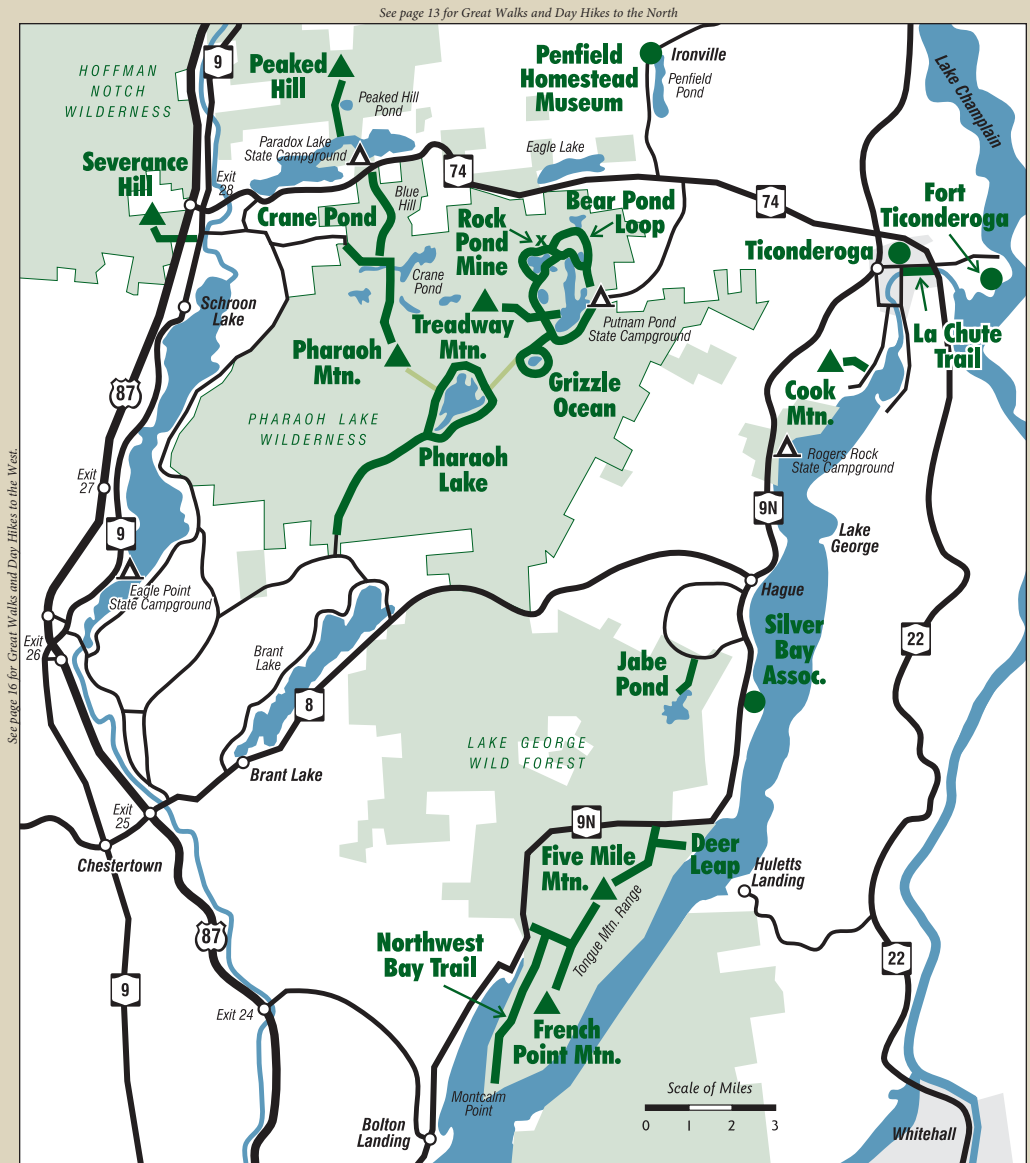 See page 13 for Great Walks and Day Hikes to the North
See page 16 for Great Walks and Day Hikes to the West.
HOFFMAN
NOTCH
WILDERNESS
9
Peaked
Hill
Peaked Hill
Pond
Penfield
Homestead
Museum
Ironville
Penfield
Pond
Lake Champlain
Paradox Lake
State Campground
Eagle Lake
74
74
Severance
Hill
Exit
28
Blue
Hill
Crane Pond
Rock
Pond
Mine
x
Bear Pond
Loop
Fort
Ticonderoga
Ticonderoga
Crane
Pond
Schroon
Lake
Treadway
Mtn.
Putnam Pond
State Campground
La Chute
Trail
Pharaoh
Mtn.
Grizzle
Ocean
Cook
Mtn.
87
PHARAOH LAKE
WILDERNESS
Pharaoh
Lake
Rogers Rock
State Campground
Exit
27
9N
9
Lake
George
Eagle Point
State Campground
Hague
Exit
26
Silver
Bay
Assoc.
22
Brant
Lake
Jabe
Pond
8
LAKE GEORGE
WILD FOREST
Brant Lake
Exit
25
9N
Chestertown
Five Mile
Mtn.
Deer
Leap
Huletts
Landing
Tongue Mtn. Range
87
Northwest
Bay Trail
22
9
Exit 24
French
Point Mtn.
Montcalm
Point
Scale of Miles
0 1 2 3
Bolton
Landing
Whitehall